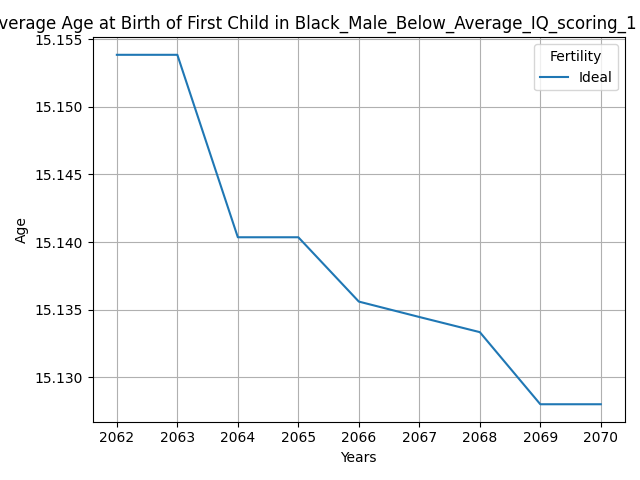 verage Age at Birth of First Child in Black_Male_Below_Average_IQ_scoring_1
15.155
15.150
15.145
15.140
15.135
15.130
Age
Fertility
Ideal
2062 2063 2064 2065 2066 2067 2068 2069 2070
Years